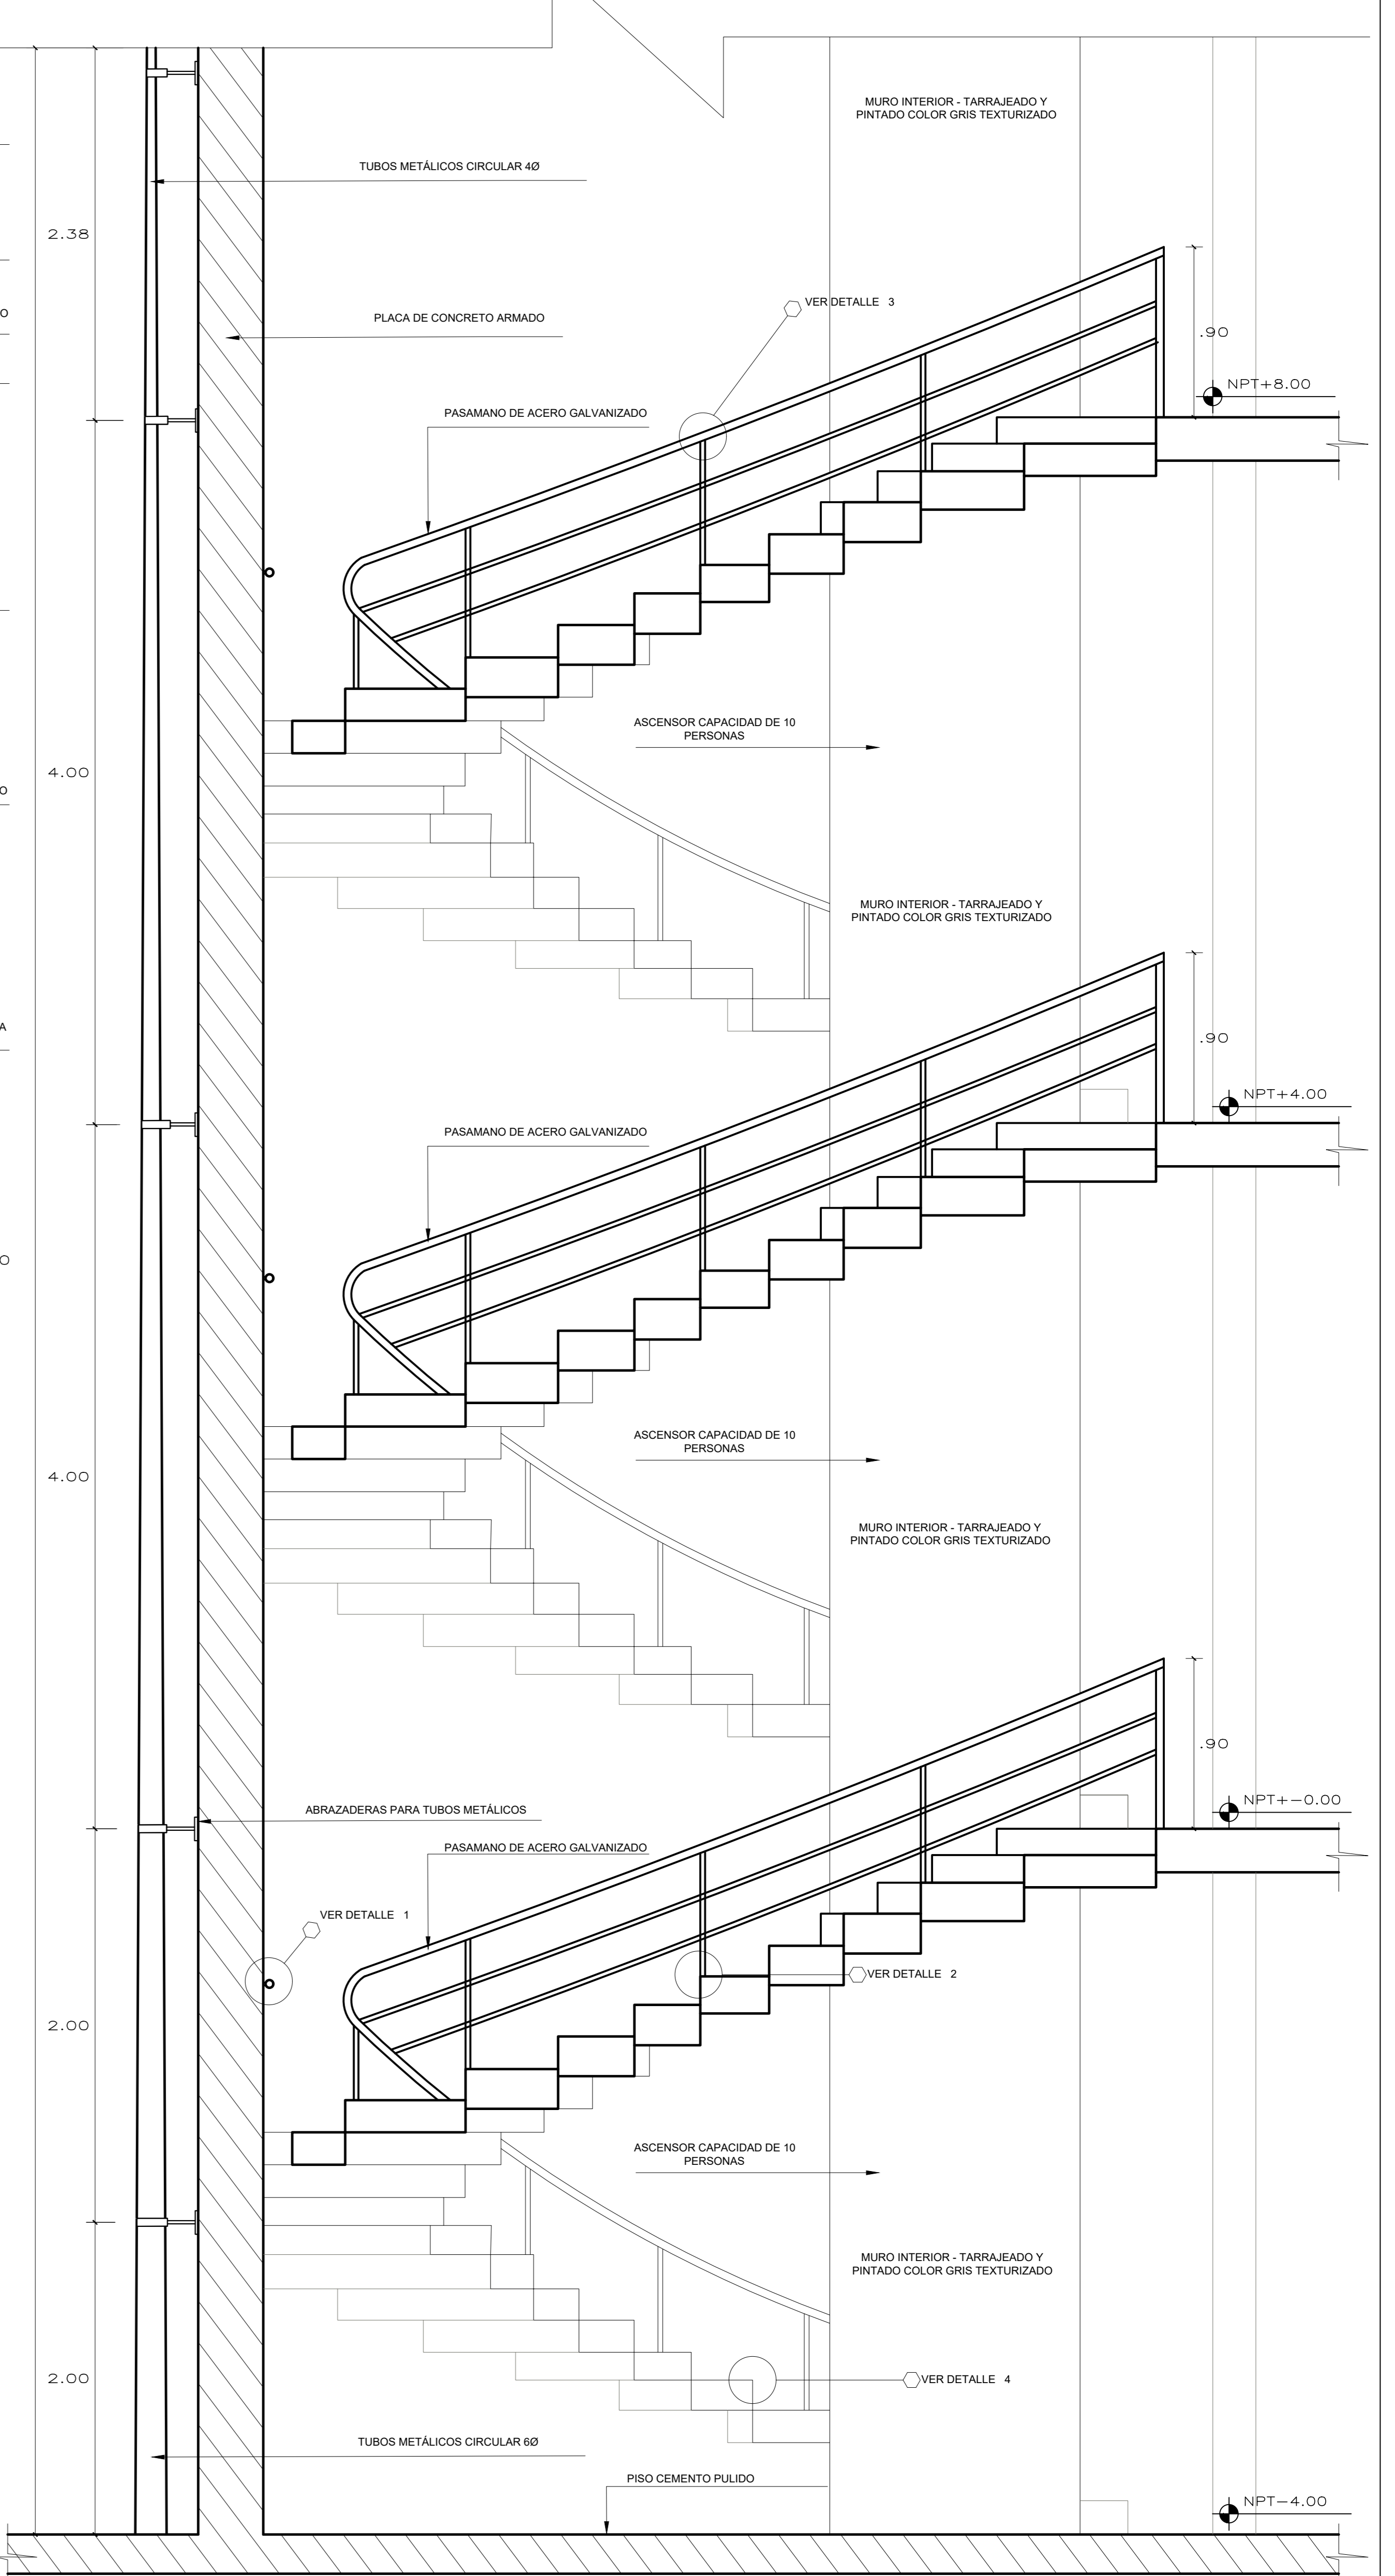 MURO INTERIOR - TARRAJEADO Y
PINTADO COLOR GRIS TEXTURIZADO
TUBOS METÁLICOS CIRCULAR 4Ø
2.38
VER DETALLE 3
O
PLACA DE CONCRETO ARMADO
.90
NPT+8.00
PASAMANO DE ACERO GALVANIZADO
ASCENSOR CAPACIDAD DE 10
PERSONAS
4.00
O
MURO INTERIOR - TARRAJEADO Y
PINTADO COLOR GRIS TEXTURIZADO
A
.90
NPT+4.00
PASAMANO DE ACERO GALVANIZADO
O
ASCENSOR CAPACIDAD DE 10
PERSONAS
4.00
MURO INTERIOR - TARRAJEADO Y
PINTADO COLOR GRIS TEXTURIZADO
.90
NPT+-0.00
ABRAZADERAS PARA TUBOS METÁLICOS
PASAMANO DE ACERO GALVANIZADO
VER DETALLE 1
VER DETALLE 2
2.00
ASCENSOR CAPACIDAD DE 10
PERSONAS
MURO INTERIOR - TARRAJEADO Y
PINTADO COLOR GRIS TEXTURIZADO
2.00
VER DETALLE 4
TUBOS METÁLICOS CIRCULAR 6Ø
PISO CEMENTO PULIDO
NPT-4.00